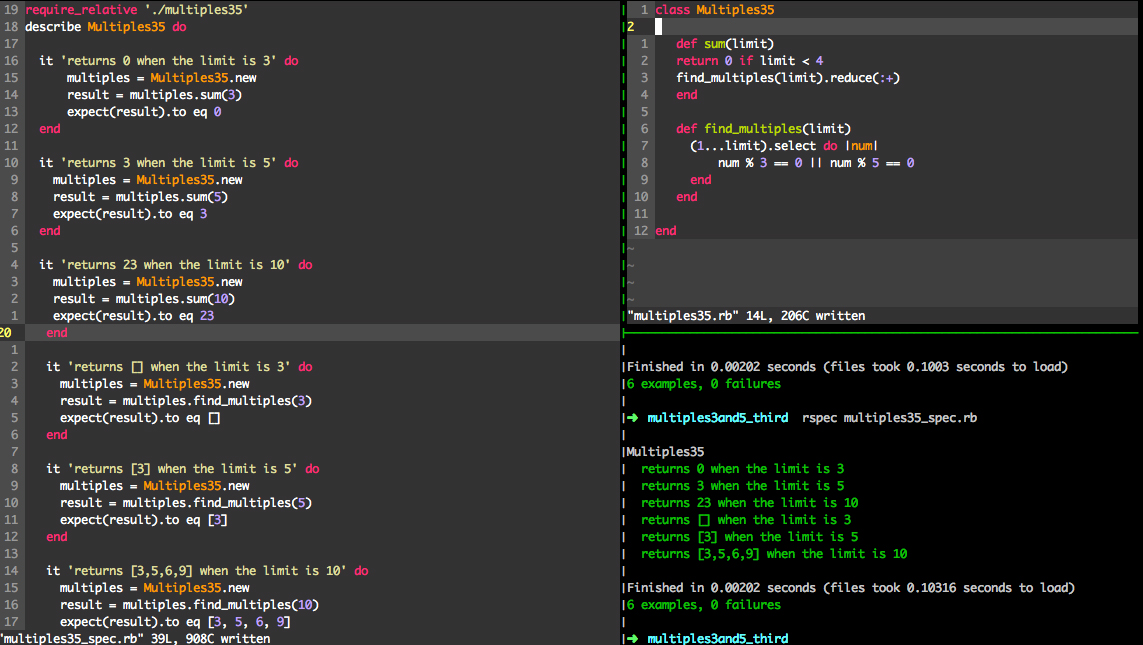 19 require_relative './multiples35'
18 describe Multiples35 do
17
16 it 'returns 0 when the limit is 3' do
15 multiples = Multiples35.new
14 result = multiples.sum(3)
13 expect(result).to eq 0
12 end
11
10 it 'returns 3 when the limit is 5' do
9 multiples = Multiples35.new
8 result = multiples.sum(5)
7 expect(result).to eq 3
6 end
5
4 it 'returns 23 when the limit is 10' do
3 multiples = Multiples35.new
2 result = multiples.sum(10)
1 expect(result).to eq 23
20 end
1
2 it 'returns [] when the limit is 3' do
3 multiples = Multiples35.new
4 result = multiples.find_multiples(3)
5 expect(result).to eq []
6 end
7
8 it 'returns [3] when the limit is 5' do
9 multiples = Multiples35.new
10 result = multiples.find_multiples(5)
11 expect(result).to eq [3]
12 end
13
14 it 'returns [3,5,6,9] when the limit is 10' do
15 multiples = Multiples35.new
16 result = multiples.find_multiples(10)
17 expect(result).to eq [3, 5, 6, 9]
"multiples35_spec.rb" 39L, 908C written
1 class Multiples35
2
1 def sum(limit)
2 return 0 if limit < 4
3 find_multiples(limit).reduce(:+)
4 end
5
6 def find_multiples(limit)
7 (1...limit).select do |num|
8 num % 3 == 0 || num % 5 == 0
9 end
10 end
11
12 end
~
~
~
~
"multiples35.rb" 14L, 206C written
Finished in 0.00202 seconds (files took 0.1003 seconds to load)
6 examples, 0 failures
➜ multiples3and5_third rspec multiples35_spec.rb
Multiples35
returns 0 when the limit is 3
returns 3 when the limit is 5
returns 23 when the limit is 10
returns [] when the limit is 3
returns [3] when the limit is 5
returns [3,5,6,9] when the limit is 10
Finished in 0.00202 seconds (files took 0.10316 seconds to load)
6 examples, 0 failures
➜ multiples3and5_third